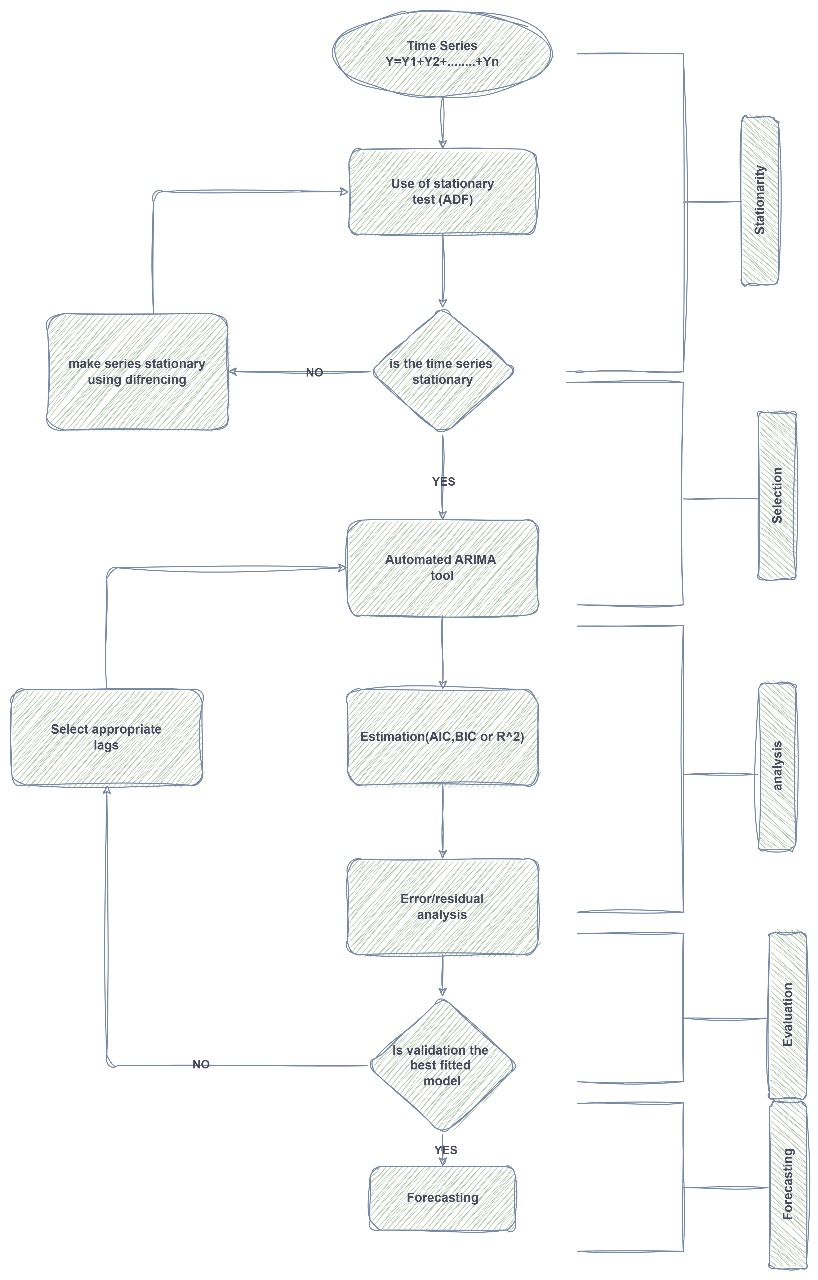 Time Series
Y=Y1+Y2+........+Yn
Use of stationary
test (ADF)
Stationarity
is the time series
stationary
NO
make series stationary
using difrencing
YES
Selection
Automated ARIMA
tool
Select appropriate
lags
Estimation(AIC,BIC or R^2)
analysis
Error/residual
analysis
Evaluation
Is validation the
best fitted
model
NO
YES
Forecasting
Forecasting